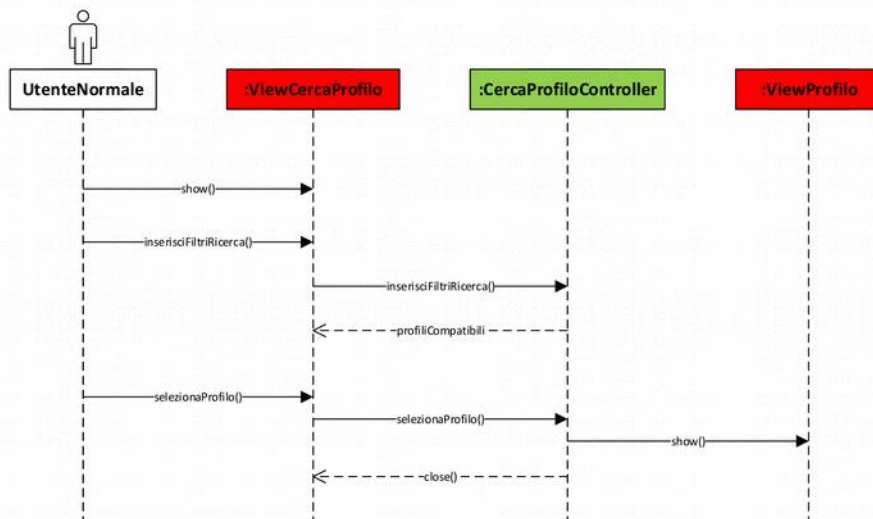 UtenteNormale
:ViewCercaProfilo
:CercaProfiloController
:ViewProfilo
show()
inserisciFiltriRicerca()
inserisciFiltriRicerca()
profiliCompatibili
selezionaProfilo()
selezionaProfilo()
show()
close()